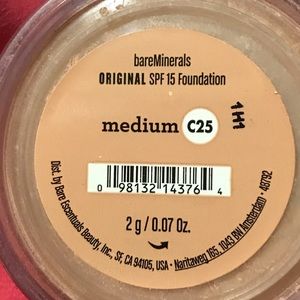 bareMinerals
ORIGINAL SPF 15 Foundation
medium C25
1H1
0 98132 14376 4
2 g / 0.07 Oz.
Dist. by Bare Escentuals Beauty, Inc., SF, CA 94105, USA • Naritaweg 165, 1043 BW Amsterdam • 49792